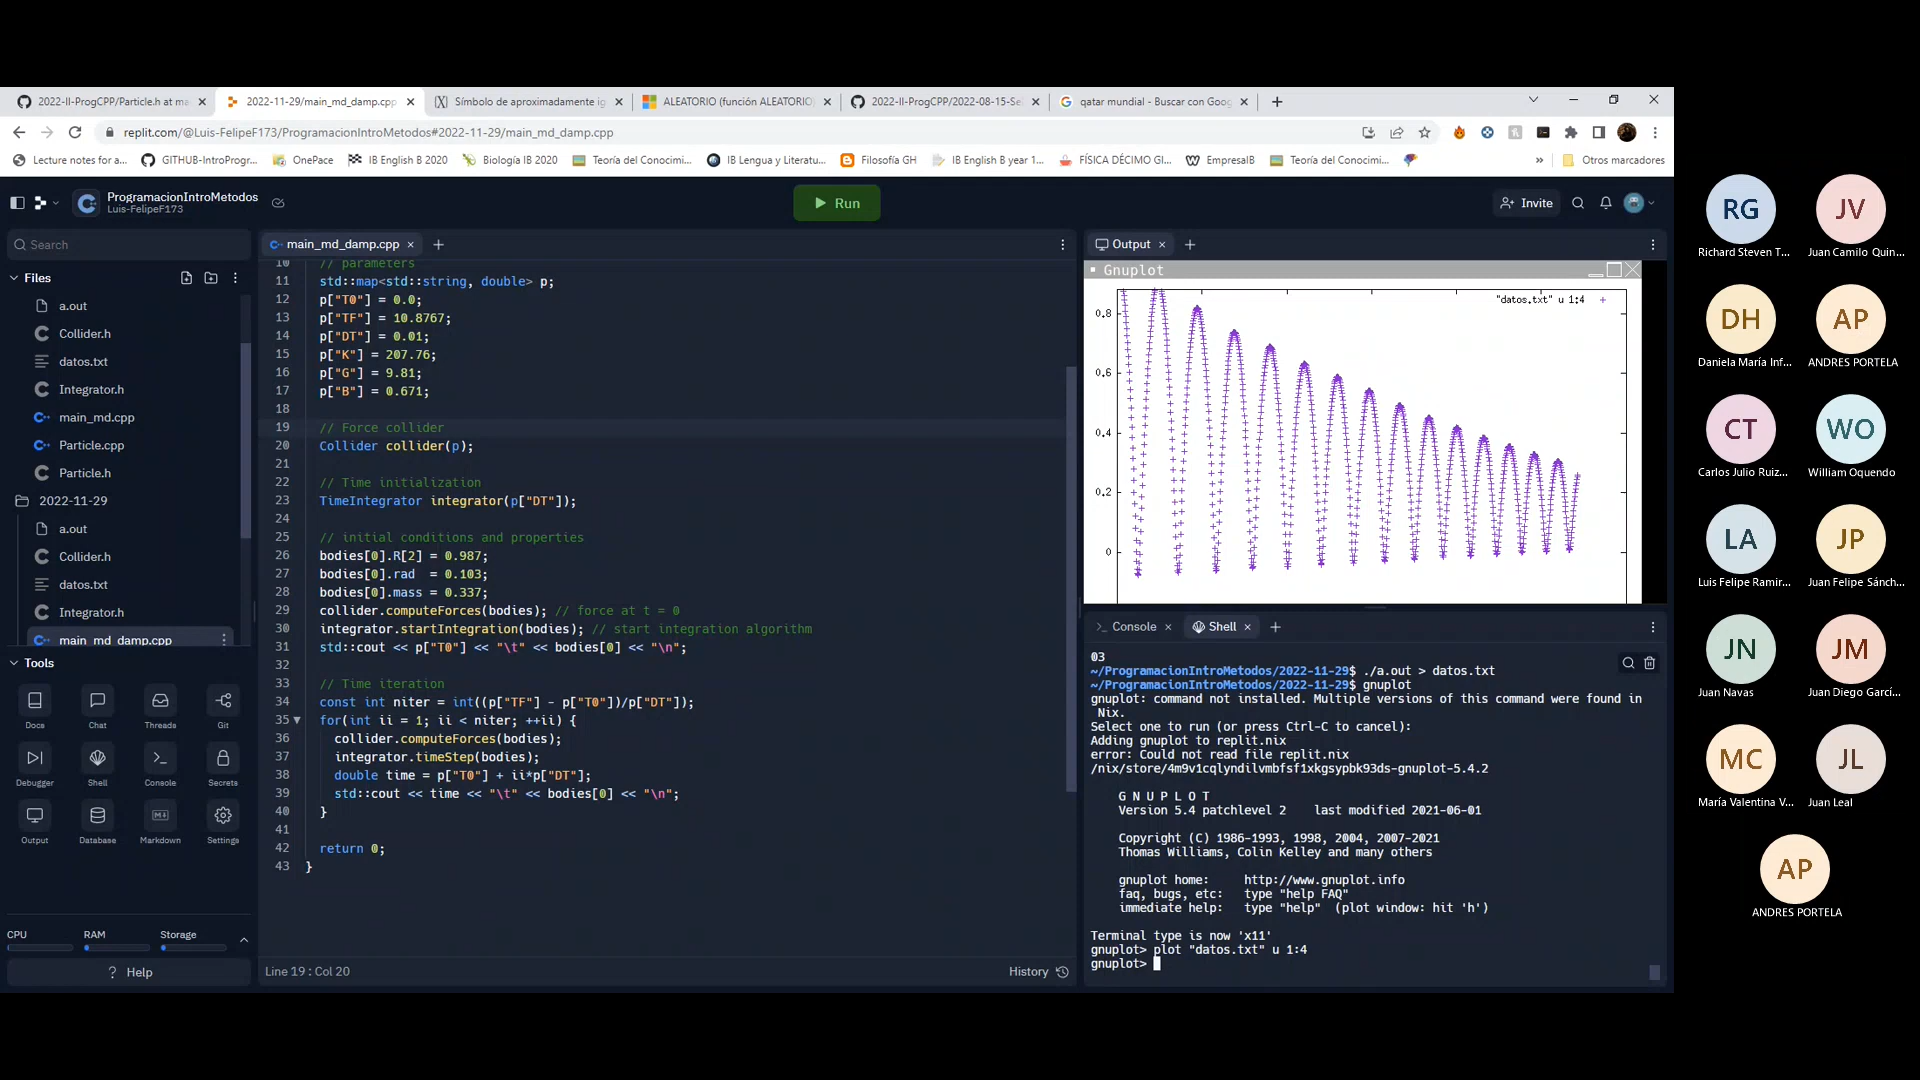 2022-II-ProgCPP/Particle.h at ma
2022-11-29/main_md_damp.cpp
Símbolo de aproximadamente ig
ALEATORIO (función ALEATORIO)
2022-II-ProgCPP/2022-08-15-Se
qatar mundial - Buscar con Goog
replit.com/@Luis-FelipeF173/ProgramacionIntroMetodos#2022-11-29/main_md_damp.cpp
Lecture notes for a...
GITHUB-IntroProgr...
OnePace
IB English B 2020
Biología IB 2020
Teoría del Conocimi...
IB Lengua y Literatu...
Filosofía GH
IB English B year 1...
FÍSICA DÉCIMO GI...
EmpresaIB
Teoría del Conocimi...
Otros marcadores
ProgramacionIntroMetodos
Luis-FelipeF173
Run
Invite
Search
Files
a.out
Collider.h
datos.txt
Integrator.h
main_md.cpp
Particle.cpp
Particle.h
2022-11-29
a.out
Collider.h
datos.txt
Integrator.h
main_md_damp.cpp
Tools
Docs
Chat
Threads
Git
Debugger
Shell
Console
Secrets
Output
Database
Markdown
Settings
CPU
RAM
Storage
? Help
main_md_damp.cpp
10 // parameters
11 std::map<std::string, double> p;
12 p["T0"] = 0.0;
13 p["TF"] = 10.8767;
14 p["DT"] = 0.01;
15 p["K"] = 207.76;
16 p["G"] = 9.81;
17 p["B"] = 0.671;
18
19 // Force collider
20 Collider collider(p);
21
22 // Time initialization
23 TimeIntegrator integrator(p["DT"]);
24
25 // initial conditions and properties
26 bodies[0].R[2] = 0.987;
27 bodies[0].rad  = 0.103;
28 bodies[0].mass = 0.337;
29 collider.computeForces(bodies); // force at t = 0
30 integrator.startIntegration(bodies); // start integration algorithm
31 std::cout << p["T0"] << "\t" << bodies[0] << "\n";
32
33 // Time iteration
34 const int niter = int((p["TF"] - p["T0"])/p["DT"]);
35 for(int ii = 1; ii < niter; ++ii) {
36 collider.computeForces(bodies);
37 integrator.timeStep(bodies);
38 double time = p["T0"] + ii*p["DT"];
39 std::cout << time << "\t" << bodies[0] << "\n";
40 }
41
42 return 0;
43 }
Line 19 : Col 20
History
Output
Gnuplot
"datos.txt" u 1:4
0.8
0.6
0.4
0.2
0
Console
Shell
03
~/ProgramacionIntroMetodos/2022-11-29$ ./a.out > datos.txt
~/ProgramacionIntroMetodos/2022-11-29$ gnuplot
gnuplot: command not installed. Multiple versions of this command were found in
Nix.
Select one to run (or press Ctrl-C to cancel):
Adding gnuplot to replit.nix
error: Could not read file replit.nix
/nix/store/4m9v1cqlyndilvmbfsf1xkgsypbk93ds-gnuplot-5.4.2
G N U P L O T
Version 5.4 patchlevel 2    last modified 2021-06-01
Copyright (C) 1986-1993, 1998, 2004, 2007-2021
Thomas Williams, Colin Kelley and many others
gnuplot home:     http://www.gnuplot.info
faq, bugs, etc:   type "help FAQ"
immediate help:   type "help"  (plot window: hit 'h')
Terminal type is now 'x11'
gnuplot> plot "datos.txt" u 1:4
gnuplot>
RG
Richard Steven T...
JV
Juan Camilo Quin...
DH
Daniela María Inf...
AP
ANDRES PORTELA
CT
Carlos Julio Ruiz...
WO
William Oquendo
LA
Luis Felipe Ramir...
JP
Juan Felipe Sánch...
JN
Juan Navas
JM
Juan Diego Garcí...
MC
María Valentina V...
JL
Juan Leal
AP
ANDRES PORTELA